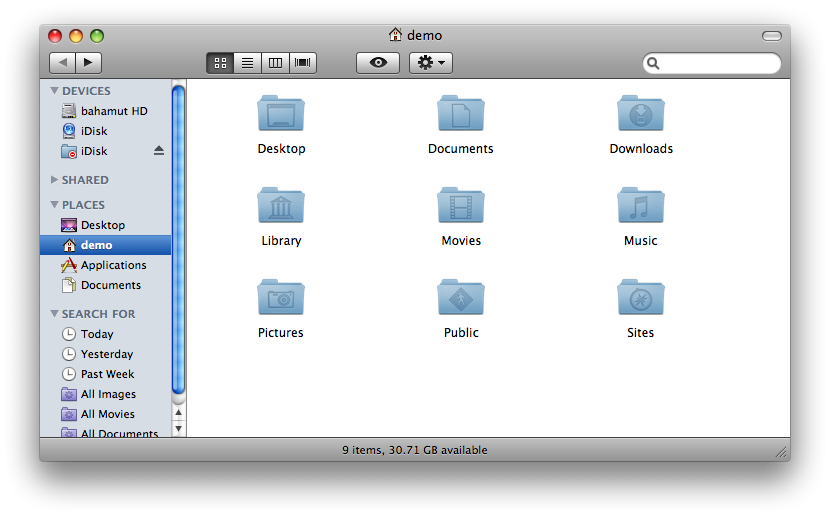 demo
DEVICES
bahamut HD
iDisk
iDisk
SHARED
PLACES
Desktop
demo
Applications
Documents
SEARCH FOR
Today
Yesterday
Past Week
All Images
All Movies
All Documents
Desktop
Documents
Downloads
Library
Movies
Music
Pictures
Public
Sites
9 items, 30.71 GB available